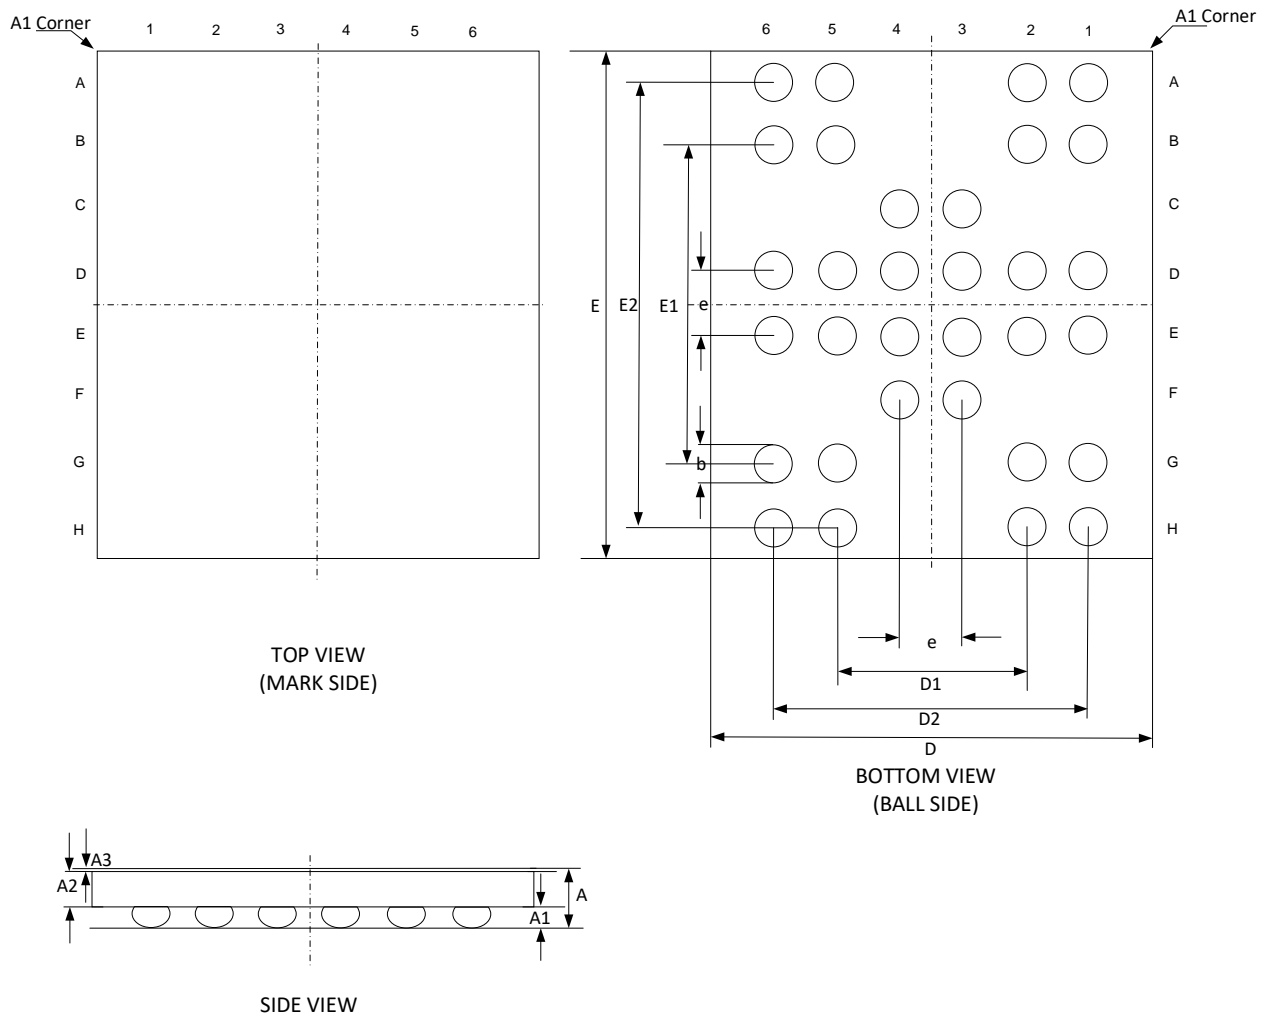 A1 Corner
1 2 3 4 5 6
A
B
C
D
E
F
G
H
TOP VIEW
(MARK SIDE)
A1 Corner
6 5 4 3 2 1
A
B
C
D
E
F
G
H
E
E2
E1
e
b
e
D1
D2
D
BOTTOM VIEW
(BALL SIDE)
A3
A2
A
A1
SIDE VIEW